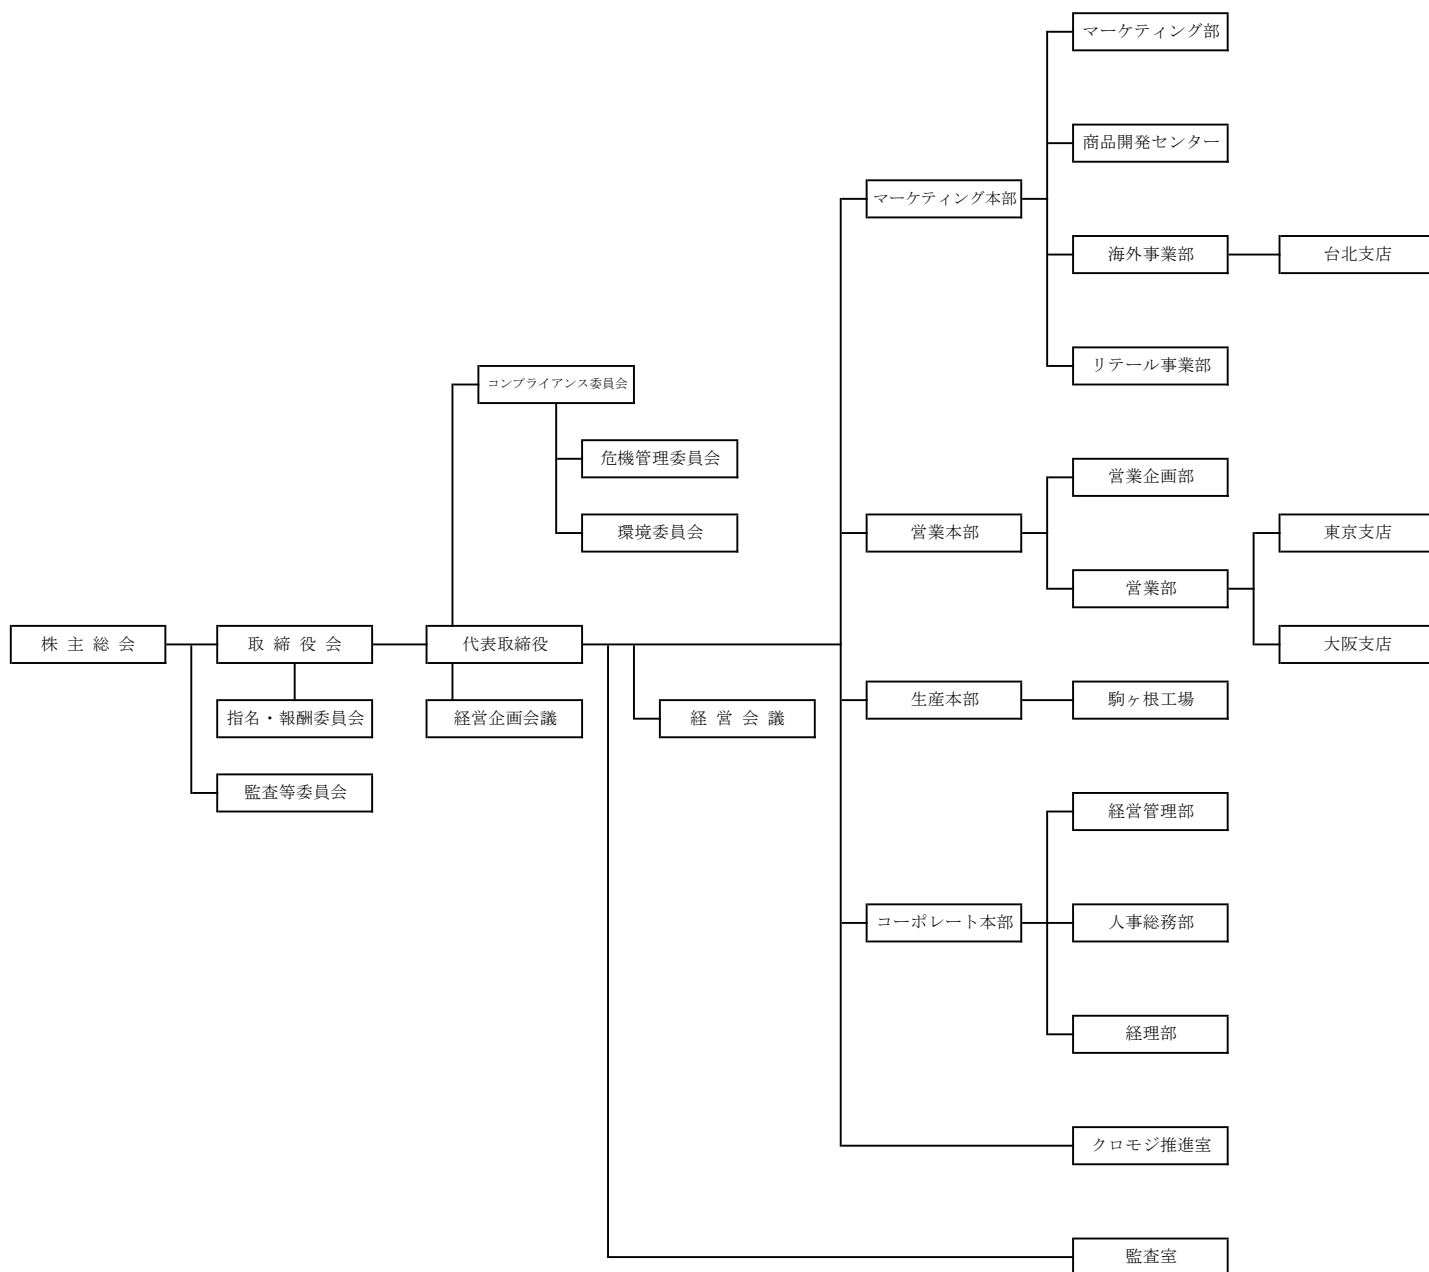 マーケティング部
商品開発センター
マーケティング本部
海外事業部
台北支店
リテール事業部
コンプライアンス委員会
危機管理委員会
環境委員会
営業企画部
営業本部
東京支店
営業部
株 主 総 会
取 締 役 会
代表取締役
大阪支店
指名・報酬委員会
経営企画会議
経 営 会 議
生産本部
駒ヶ根工場
監査等委員会
経営管理部
コーポレート本部
人事総務部
経理部
クロモジ推進室
監査室